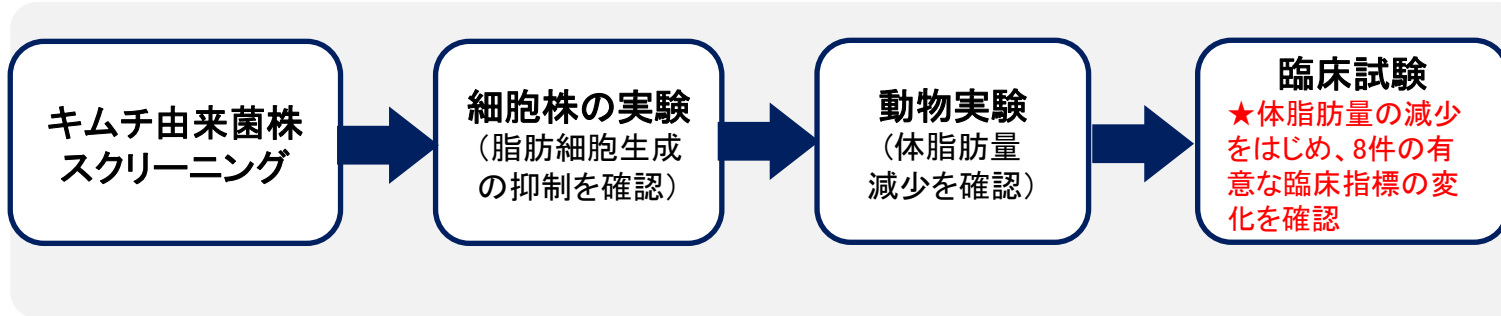 キムチ由来菌株
スクリーニング
細胞株の実験
（脂肪細胞生成
の抑制を確認）
動物実験
（体脂肪量
減少を確認）
臨床試験
★体脂肪量の減少
をはじめ、8件の有
意な臨床指標の変
化を確認